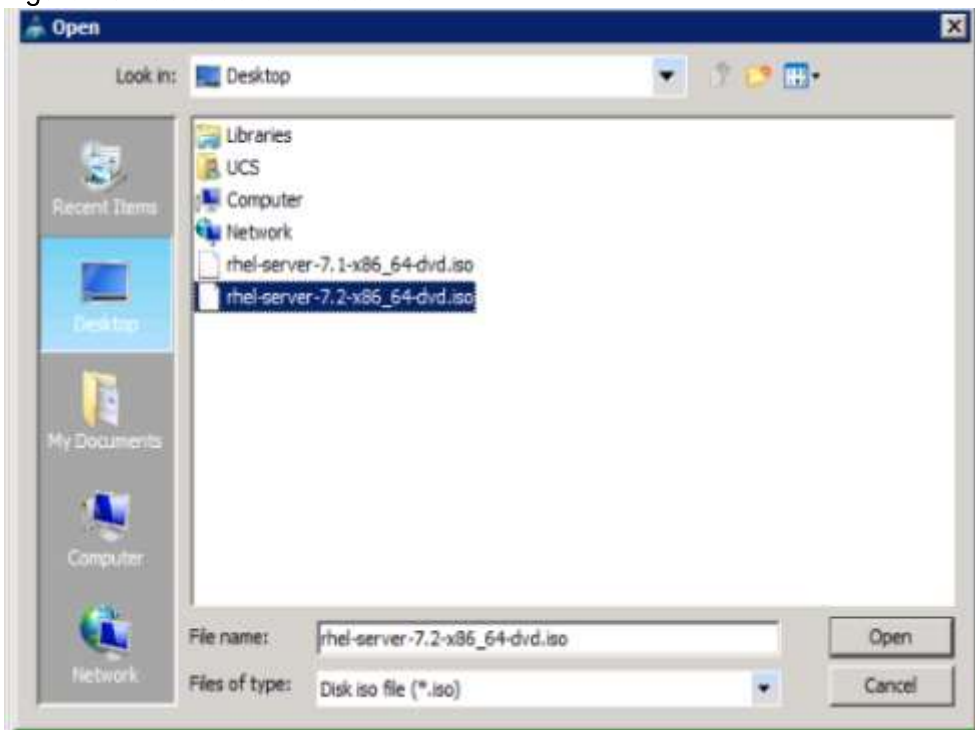 Open
Look in: Desktop
Recent Items
Desktop
My Documents
Computer
Network
Libraries
UCS
Computer
Network
rhel-server-7.1-x86_64-dvd.iso
rhel-server-7.2-x86_64-dvd.iso
File name: rhel-server-7.2-x86_64-dvd.iso Open
Files of type: Disk iso file (*.iso) Cancel